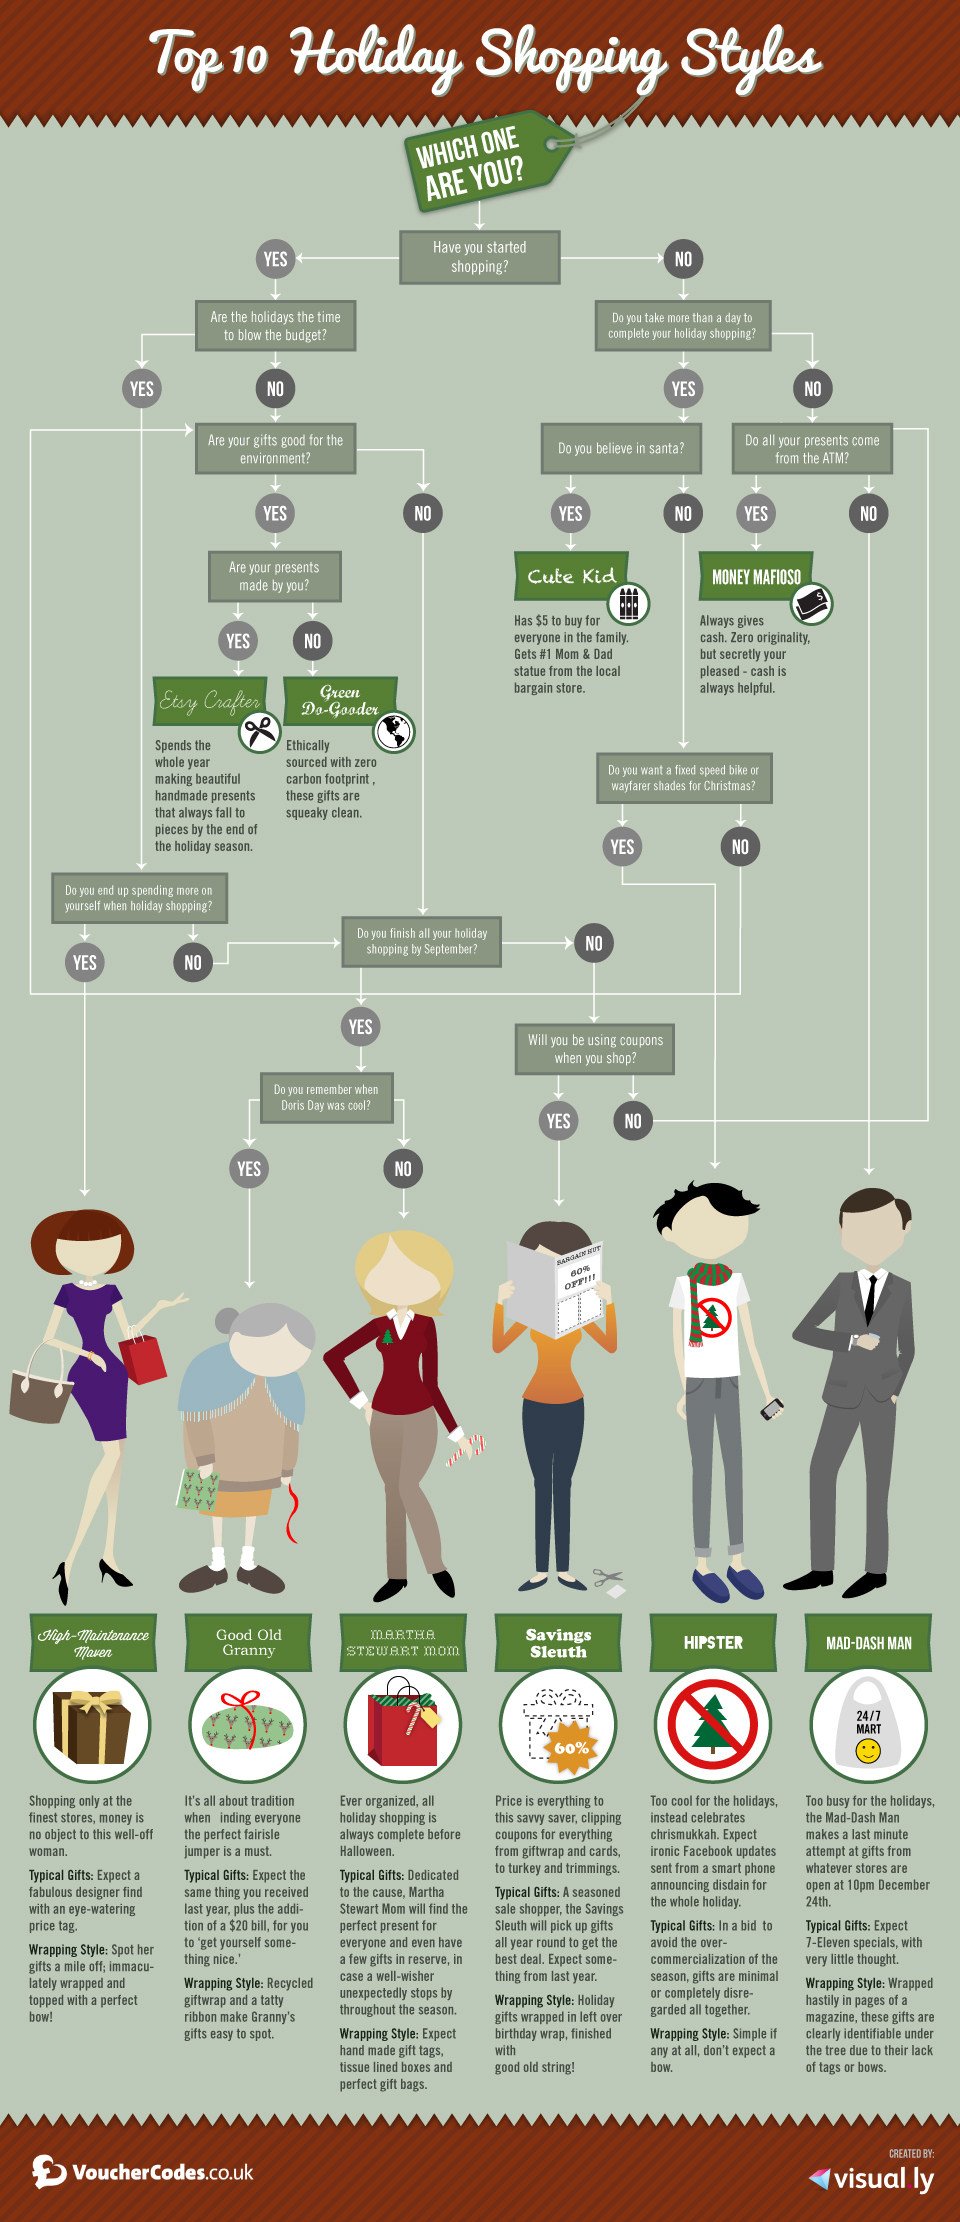 Top 10 Holiday Shopping Styles
WHICH ONE
ARE YOU?
Have you started
shopping?
YES
NO
Are the holidays the time
to blow the budget?
Do you take more than a day to
complete your holiday shopping?
YES
NO
YES
NO
Are your gifts good for the
environment?
Do you believe in santa?
Do all your presents come
from the ATM?
YES
NO
YES
NO
YES
NO
Are your presents
made by you?
Cute Kid
Has $5 to buy for
everyone in the family.
Gets #1 Mom & Dad
statue from the local
bargain store.
MONEY MAFIOSO
$
Always gives
cash. Zero originality,
but secretly your
pleased - cash is
always helpful.
YES
NO
Etsy Crafter
Spends the
whole year
making beautiful
handmade presents
that always fall to
pieces by the end of
the holiday season.
Green
Do-Gooder
Ethically
sourced with zero
carbon footprint ,
these gifts are
squeaky clean.
Do you want a fixed speed bike or
wayfarer shades for Christmas?
YES
NO
Do you end up spending more on
yourself when holiday shopping?
YES
NO
Do you finish all your holiday
shopping by September?
NO
YES
Will you be using coupons
when you shop?
Do you remember when
Doris Day was cool?
YES
NO
YES
NO
BARGAIN HUT
60%
OFF!!!
High-Maintenance
Maven
Shopping only at the
finest stores, money is
no object to this well-off
woman.
Typical Gifts: Expect a
fabulous designer find
with an eye-watering
price tag.
Wrapping Style: Spot her
gifts a mile off; immacu-
lately wrapped and
topped with a perfect
bow!
Good Old
Granny
It's all about tradition
when inding everyone
the perfect fairisle
jumper is a must.
Typical Gifts: Expect the
same thing you received
last year, plus the addi-
tion of a $20 bill, for you
to 'get yourself some-
thing nice.'
Wrapping Style: Recycled
giftwrap and a tatty
ribbon make Granny's
gifts easy to spot.
MARTHA
STEWART MOM
Ever organized, all
holiday shopping is
always complete before
Halloween.
Typical Gifts: Dedicated
to the cause, Martha
Stewart Mom will find the
perfect present for
everyone and even have
a few gifts in reserve, in
case a well-wisher
unexpectedly stops by
throughout the season.
Wrapping Style: Expect
hand made gift tags,
tissue lined boxes and
perfect gift bags.
Savings
Sleuth
60%
Price is everything to
this savvy saver, clipping
coupons for everything
from giftwrap and cards,
to turkey and trimmings.
Typical Gifts: A seasoned
sale shopper, the Savings
Sleuth will pick up gifts
all year round to get the
best deal. Expect some-
thing from last year.
Wrapping Style: Holiday
gifts wrapped in left over
birthday wrap, finished
with
good old string!
HIPSTER
Too cool for the holidays,
instead celebrates
chrismukkah. Expect
ironic Facebook updates
sent from a smart phone
announcing disdain for
the whole holiday.
Typical Gifts: In a bid to
avoid the over-
commercialization of the
season, gifts are minimal
or completely disre-
garded all together.
Wrapping Style: Simple if
any at all, don't expect a
bow.
MAD-DASH MAN
24/7
MART
Too busy for the holidays,
the Mad-Dash Man
makes a last minute
attempt at gifts from
whatever stores are
open at 10pm December
24th.
Typical Gifts: Expect
7-Eleven specials, with
very little thought.
Wrapping Style: Wrapped
hastily in pages of a
magazine, these gifts are
clearly identifiable under
the tree due to their lack
of tags or bows.
VoucherCodes.co.uk
CREATED BY:
visual.ly